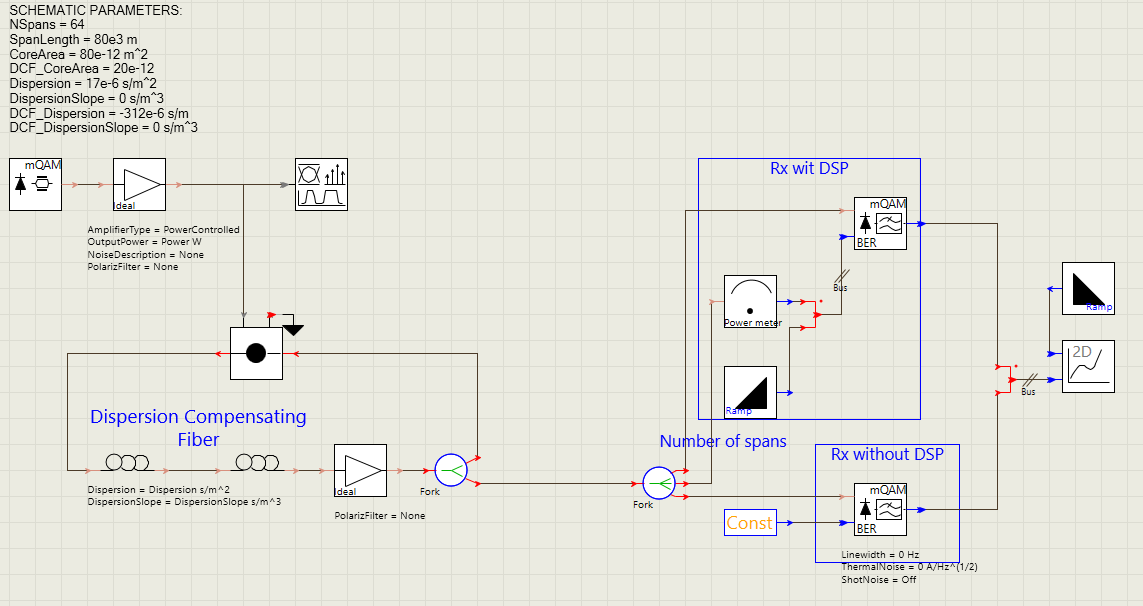 SCHEMATIC PARAMETERS:
NSpans = 64
SpanLength = 80e3 m
CoreArea = 80e-12 m^2
DCF_CoreArea = 20e-12
Dispersion = 17e-6 s/m^2
DispersionSlope = 0 s/m^3
DCF_Dispersion = -312e-6 s/m
DCF_DispersionSlope = 0 s/m^3
mQAM
Ideal
AmplifierType = PowerControlled
OutputPower = Power W
NoiseDescription = None
PolarizFilter = None
Dispersion Compensating
Fiber
Dispersion = Dispersion s/m^2
DispersionSlope = DispersionSlope s/m^3
Ideal
PolarizFilter = None
Fork
Rx wit DSP
mQAM
BER
Bus
Power meter
Ramp
Number of spans
Fork
Rx without DSP
mQAM
BER
Const
Linewidth = 0 Hz
ThermalNoise = 0 A/Hz^(1/2)
ShotNoise = Off
Ramp
2D
Bus